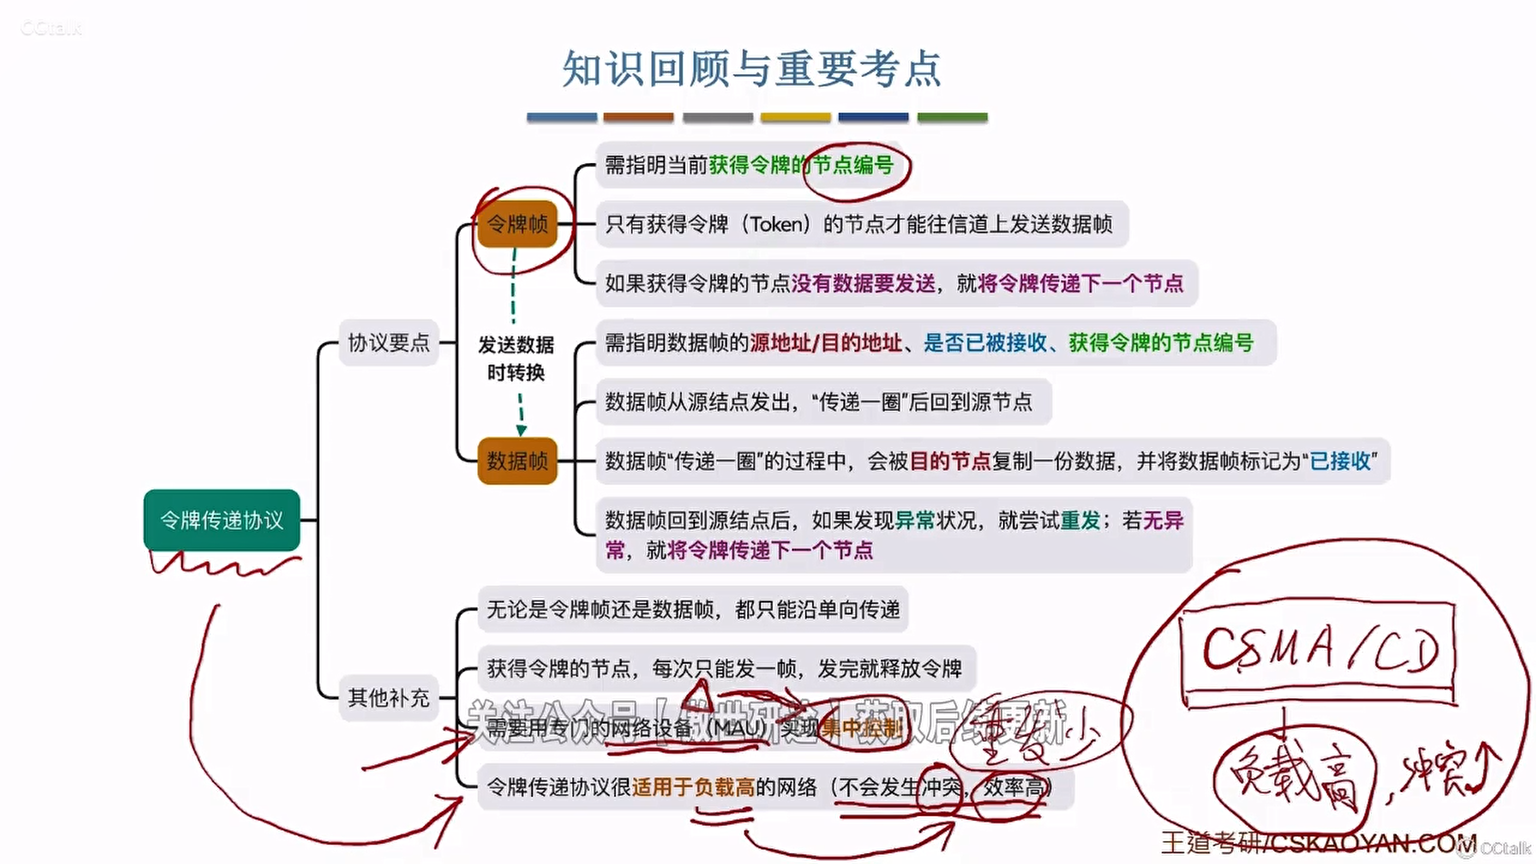 CCtalk
知识回顾与重要考点
需指明当前获得令牌的节点编号
令牌帧
只有获得令牌（Token）的节点才能往信道上发送数据帧
如果获得令牌的节点没有数据要发送，就将令牌传递下一个节点
协议要点
发送数据
时转换
需指明数据帧的源地址/目的地址、是否已被接收、获得令牌的节点编号
数据帧从源结点发出，“传递一圈”后回到源节点
数据帧
数据帧“传递一圈”的过程中，会被目的节点复制一份数据，并将数据帧标记为“已接收”
数据帧回到源结点后，如果发现异常状况，就尝试重发；若无异
常，就将令牌传递下一个节点
令牌传递协议
无论是令牌帧还是数据帧，都只能沿单向传递
获得令牌的节点，每次只能发一帧，发完就释放令牌
其他补充
需要用专门的网络设备（MAU）实现集中控制
关注公众号【 】获取后续更新
令牌传递协议很适用于负载高的网络（不会发生冲突，效率高）
CSMA/CD
负载高，冲突↑
王道考研/CSKAOYAN.COM
CCtalk